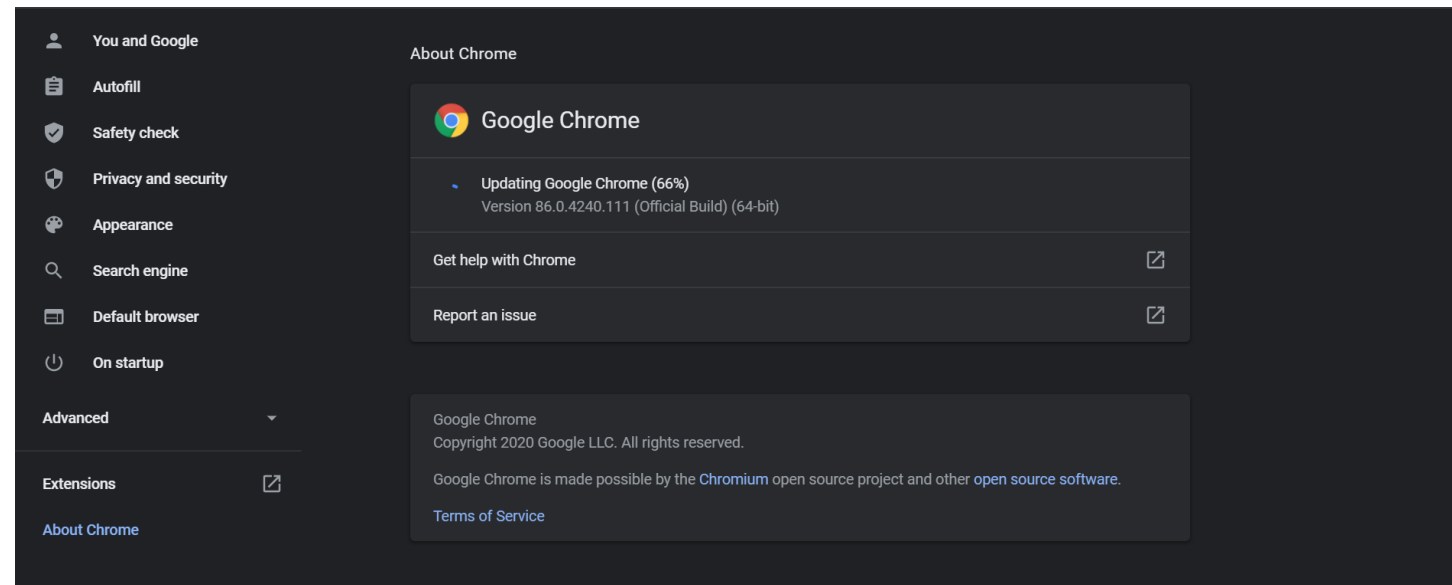 You and Google
Autofill
Safety check
Privacy and security
Appearance
Search engine
Default browser
On startup
Advanced
Extensions
About Chrome
About Chrome
Google Chrome
Updating Google Chrome (66%)
Version 86.0.4240.111 (Official Build) (64-bit)
Get help with Chrome
Report an issue
Google Chrome
Copyright 2020 Google LLC. All rights reserved.
Google Chrome is made possible by the Chromium open source project and other open source software.
Terms of Service